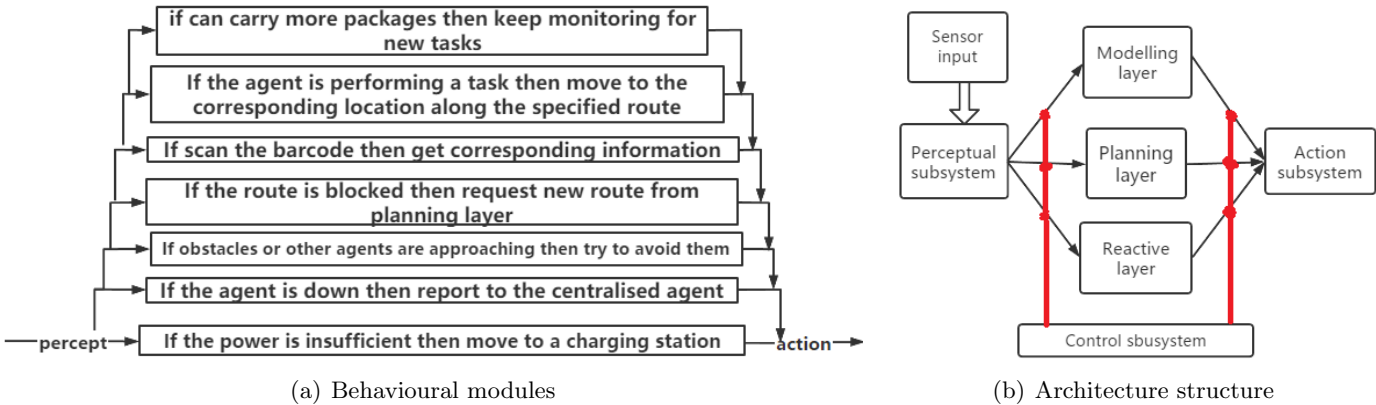 if can carry more packages then keep monitoring for
new tasks
If the agent is performing a task then move to the
corresponding location along the specified route
If scan the barcode then get corresponding information
If the route is blocked then request new route from
planning layer
If obstacles or other agents are approaching then try to avoid them
If the agent is down then report to the centralised agent
percept
If the power is insufficient then move to a charging station
action
(a) Behavioural modules
Sensor
input
Perceptual
subsystem
Modelling
layer
Planning
layer
Reactive
layer
Action
subsystem
Control sbusystem
(b) Architecture structure